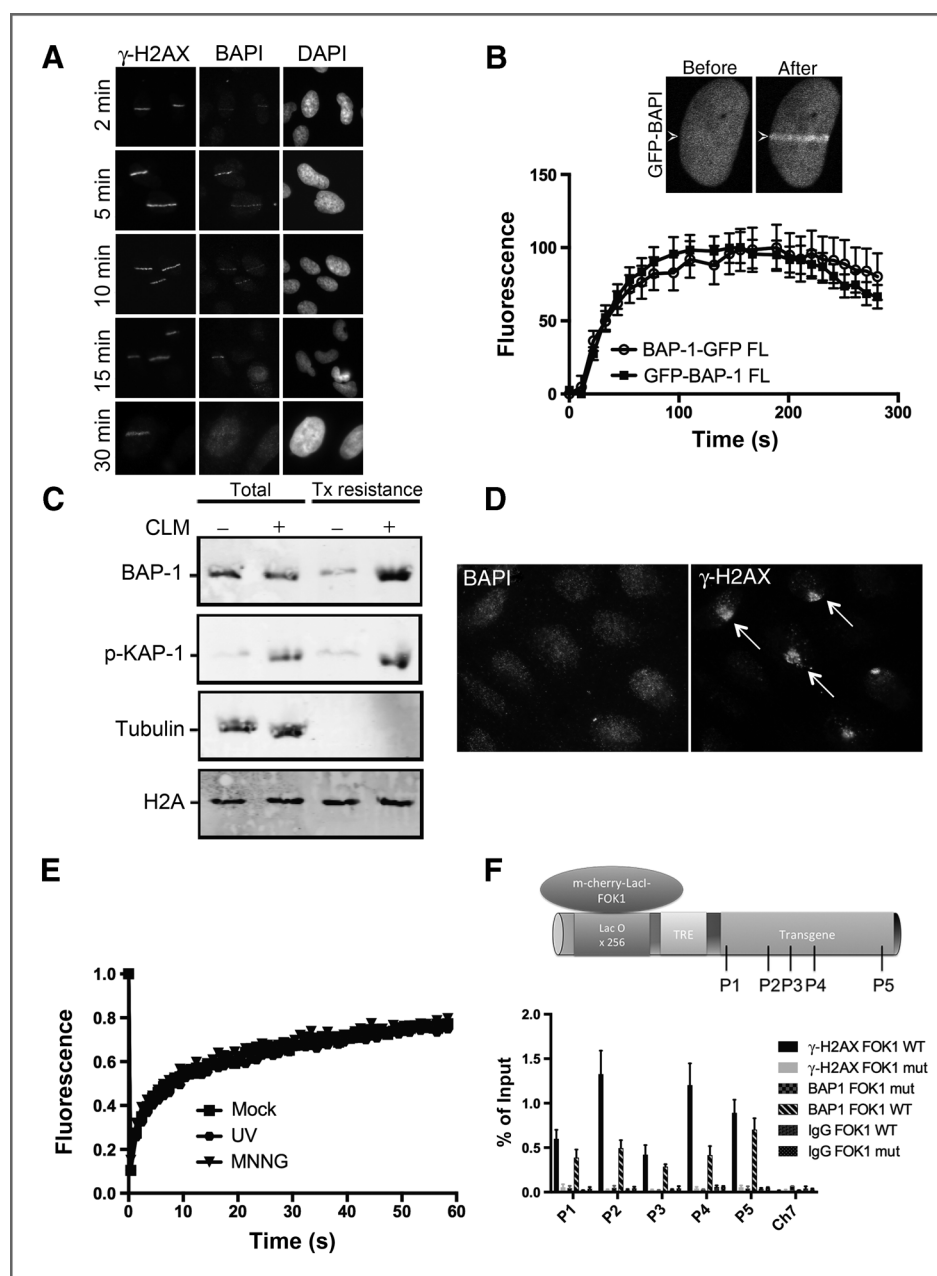 A
γ-H2AX BAPI DAPI
2 min
5 min
10 min
15 min
30 min
B
Before After
GFP-BAPI
150
100
50
0
Fluorescence
BAP-1-GFP FL
GFP-BAP-1 FL
0 100 200 300
Time (s)
C
Total Tx resistance
CLM – + – +
BAP-1
p-KAP-1
Tubulin
H2A
D
BAPI
γ-H2AX
E
1.0
0.8
0.6
0.4
0.2
0.0
Fluorescence
Mock
UV
MNNG
0 10 20 30 40 50 60
Time (s)
F
m-cherry-LacI-
FOK1
Lac O
x 256
TRE
Transgene
P1 P2 P3 P4 P5
2.0
1.5
1.0
0.5
0.0
% of Input
γ-H2AX FOK1 WT
γ-H2AX FOK1 mut
BAP1 FOK1 mut
BAP1 FOK1 WT
IgG FOK1 WT
IgG FOK1 mut
P1 P2 P3 P4 P5 Ch7